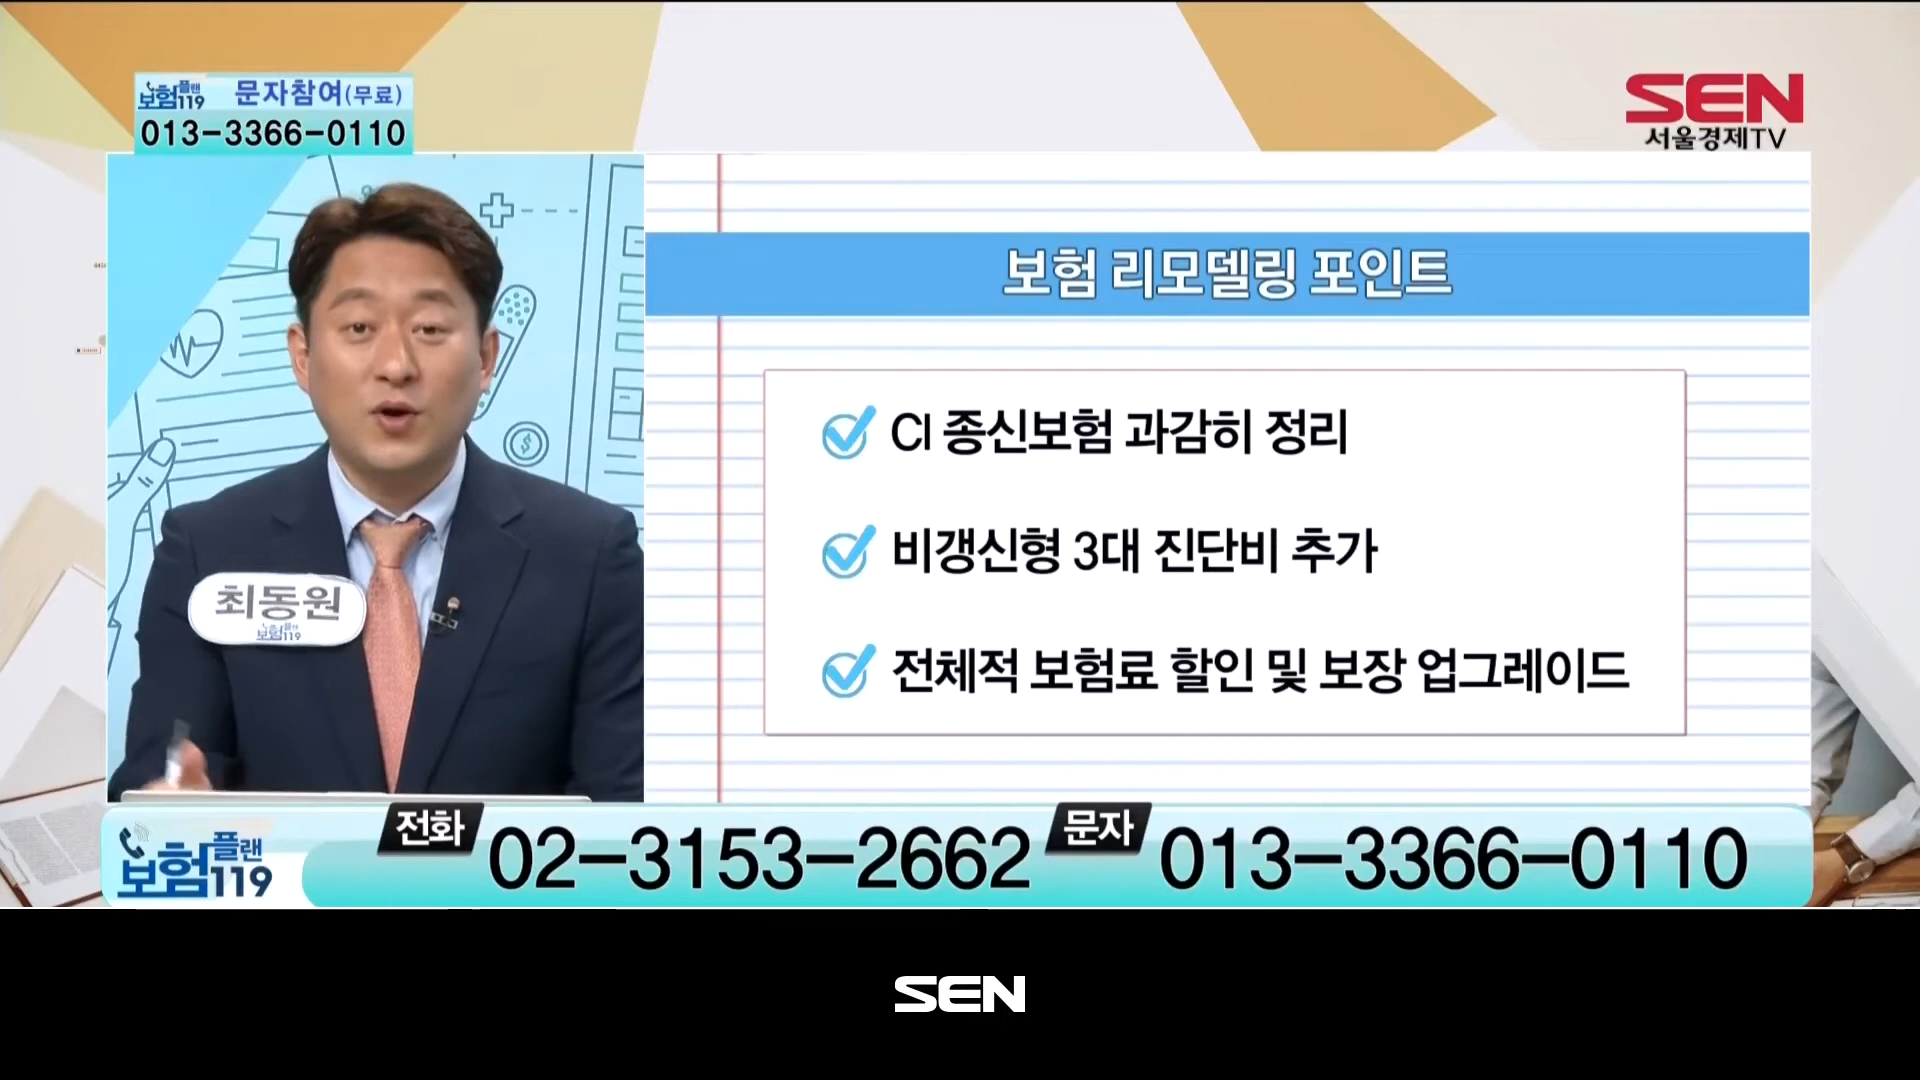 보험플랜119 문자참여(무료)
013-3366-0110
SEN
서울경제TV
보험 리모델링 포인트
CI 종신보험 과감히 정리
비갱신형 3대 진단비 추가
전체적 보험료 할인 및 보장 업그레이드
최동원
보험플랜119
보험플랜119
전화 02-3153-2662 문자 013-3366-0110
SEN